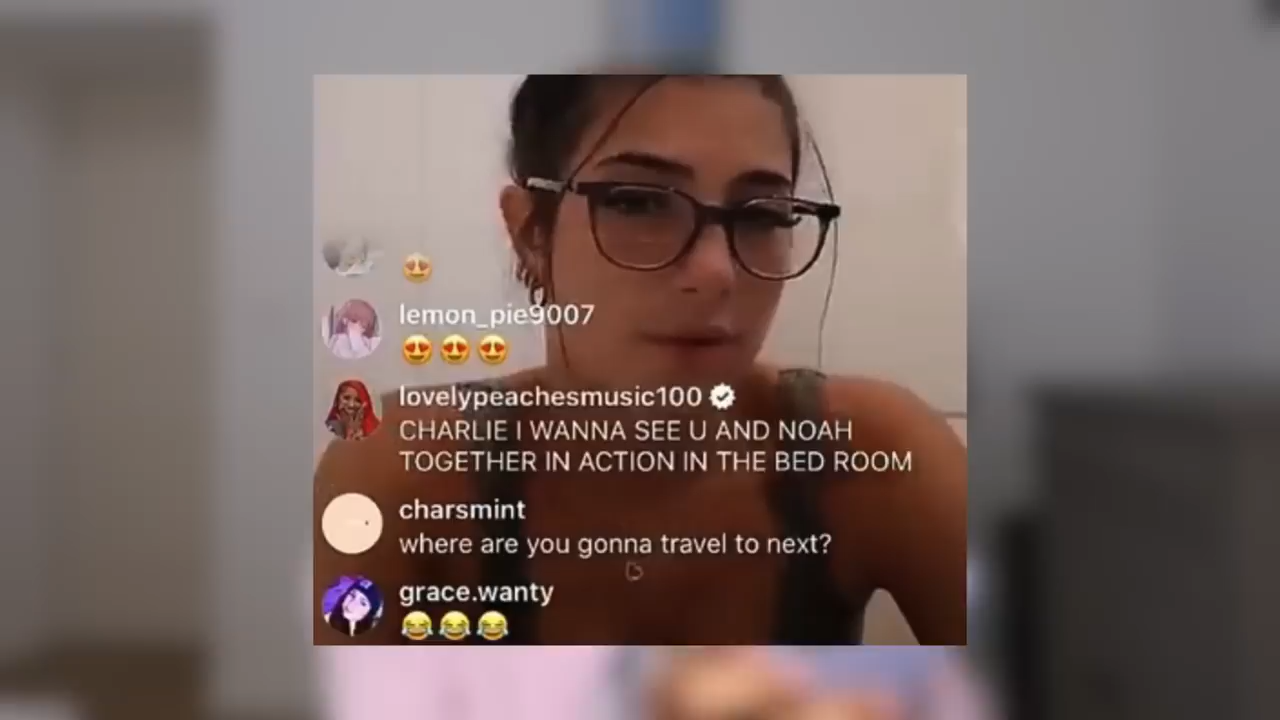 😍
lemon_pie9007
😍😍😍
lovelypeachesmusic100
CHARLIE I WANNA SEE U AND NOAH
TOGETHER IN ACTION IN THE BED ROOM
charsmint
where are you gonna travel to next?
grace.wanty
😂😂😂